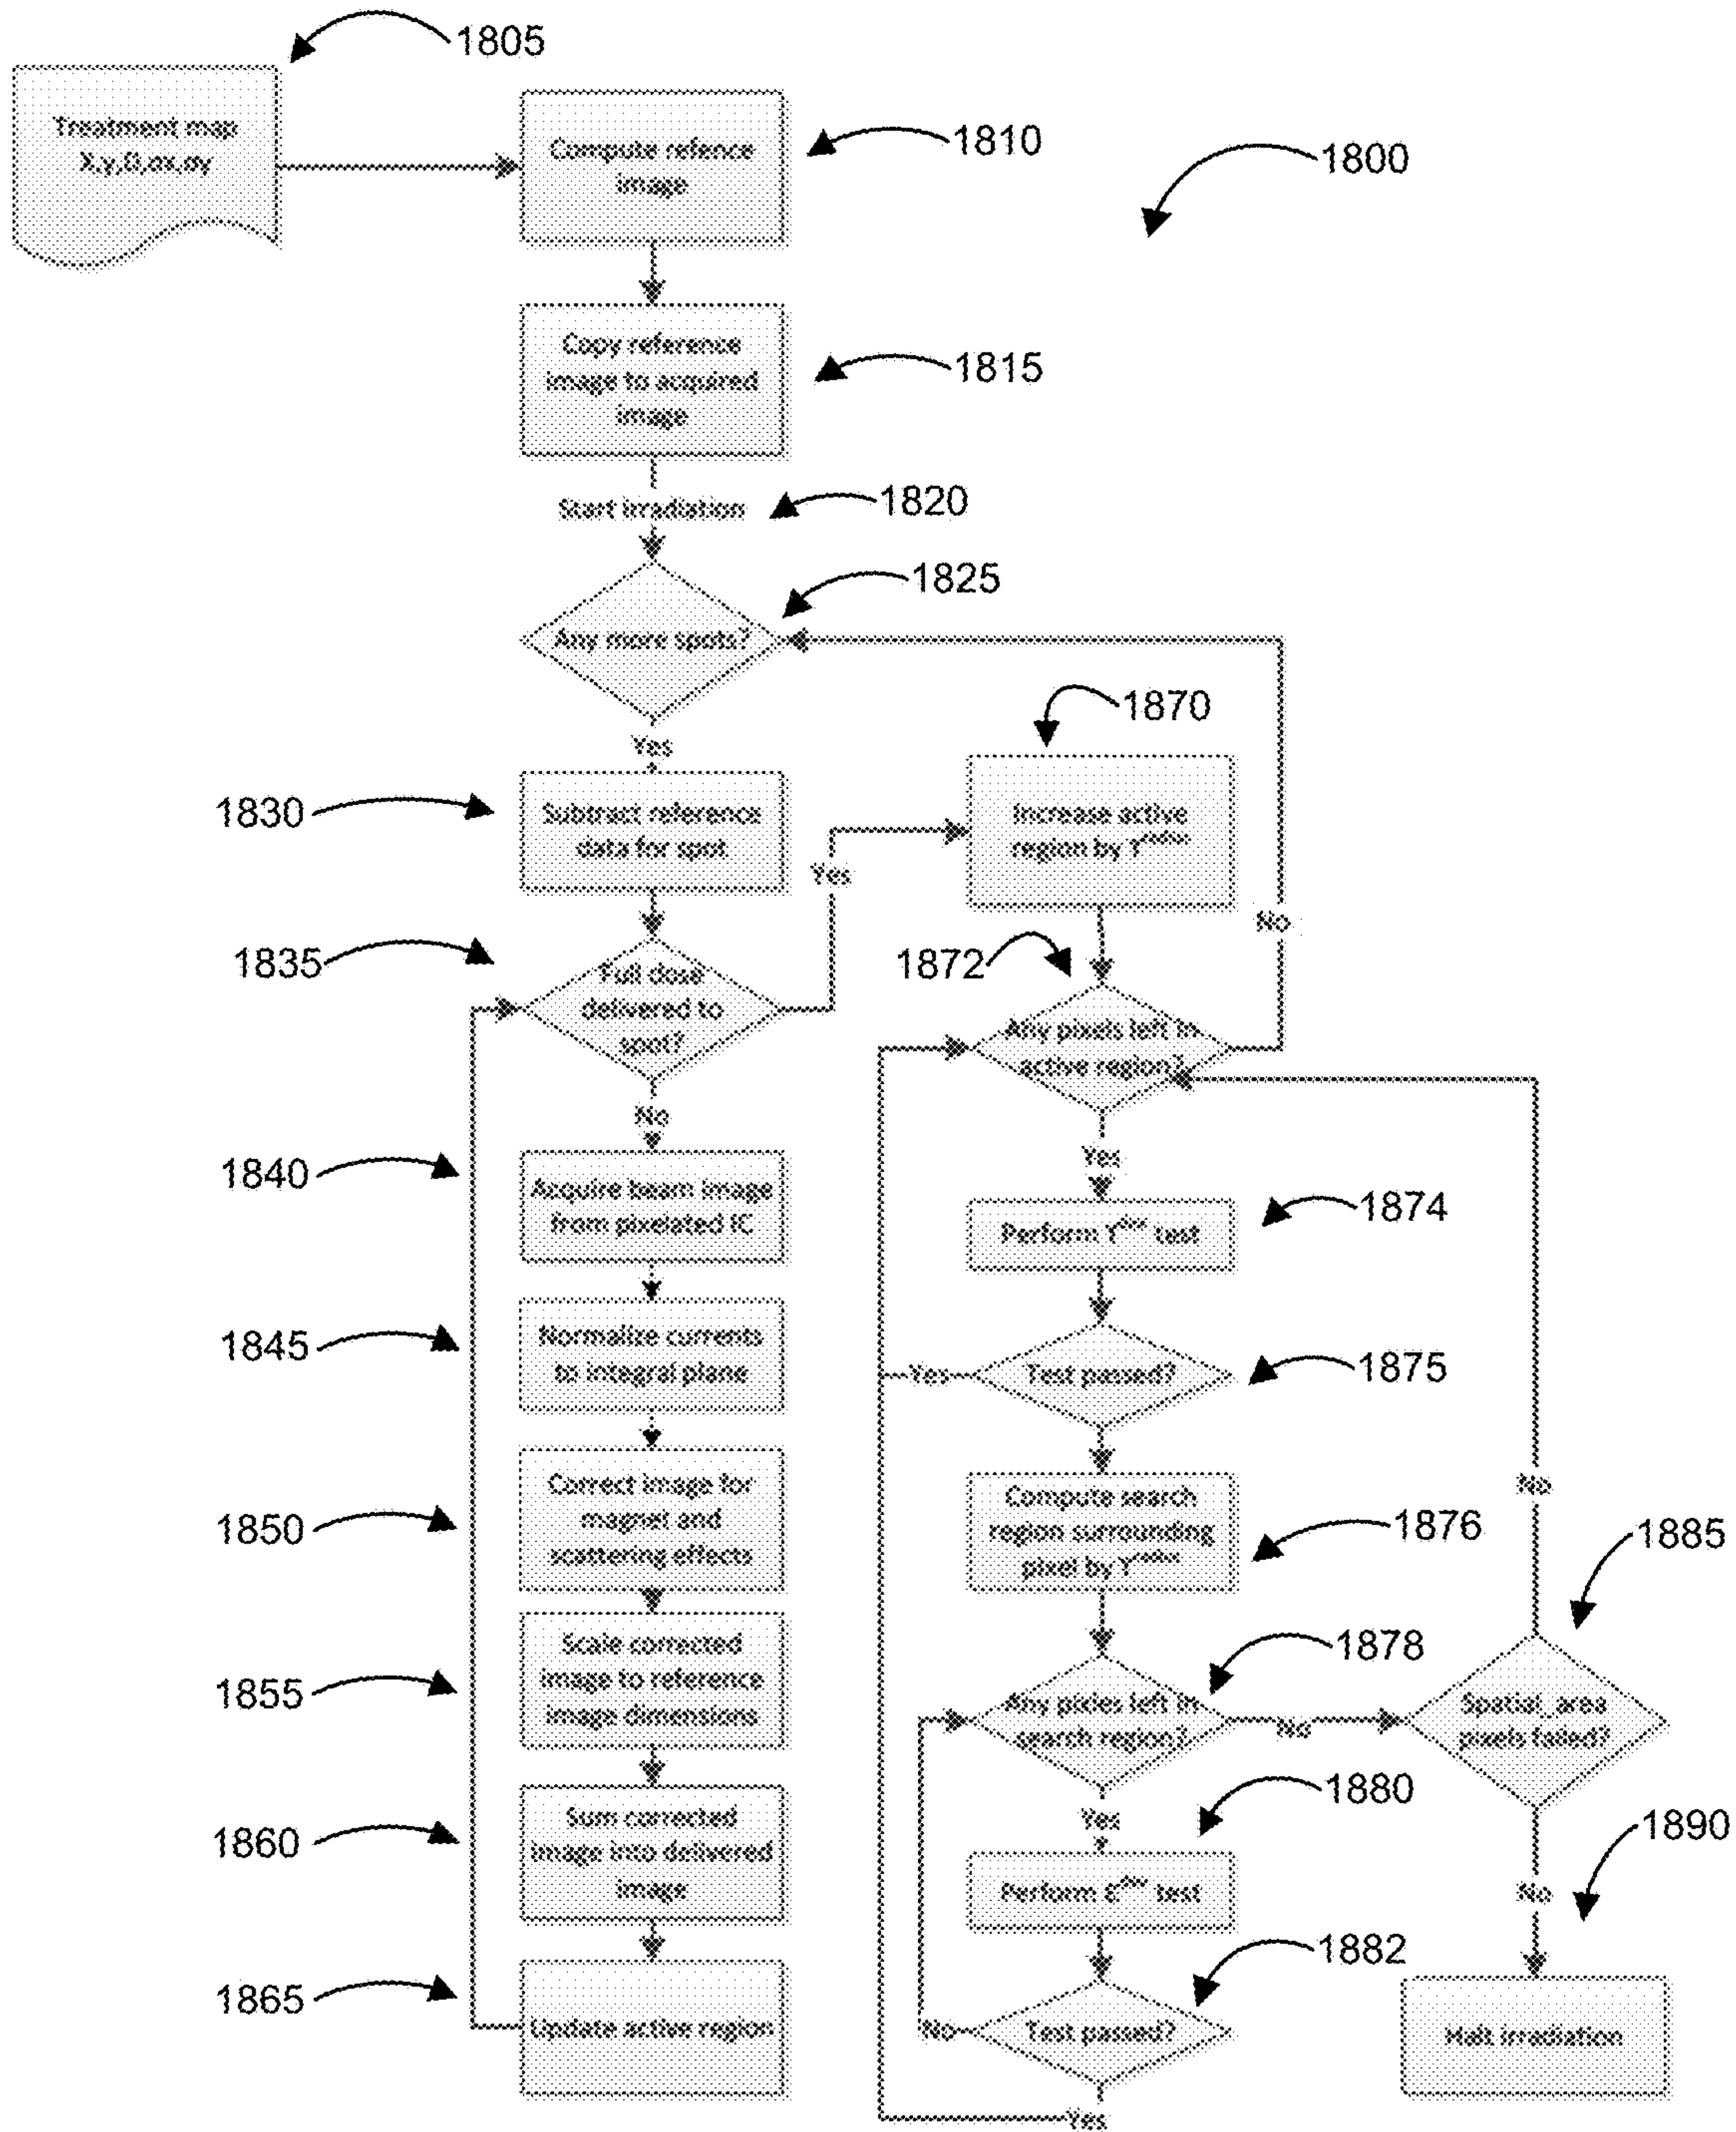 1805
Treatment map
X,y,D,σx,σy
Compute refence
image
1810
1800
Copy reference
image to acquired
image
1815
Start irradiation
1820
1825
Any more spots?
Yes
1830
Subtract reference
data for spot
1835
Full dose
delivered to
spot?
Yes
No
1840
Acquire beam image
from pixelated IC
1845
Normalize currents
to integral plane
1850
Correct image for
magnet and
scattering effects
1855
Scale corrected
image to reference
image dimensions
1860
Sum corrected
image into delivered
image
1865
Update active region
1870
Increase active
region by
No
1872
Any pixels left in
active region?
Yes
1874
Perform test
1875
Test passed?
Yes
1876
Compute search
region surrounding
pixel by
1878
Any pixles left in
search region?
No
Yes
1880
Perform test
1882
Test passed?
No
Yes
1885
Spatial_area
pixels failed?
No
No
1890
Halt irradiation